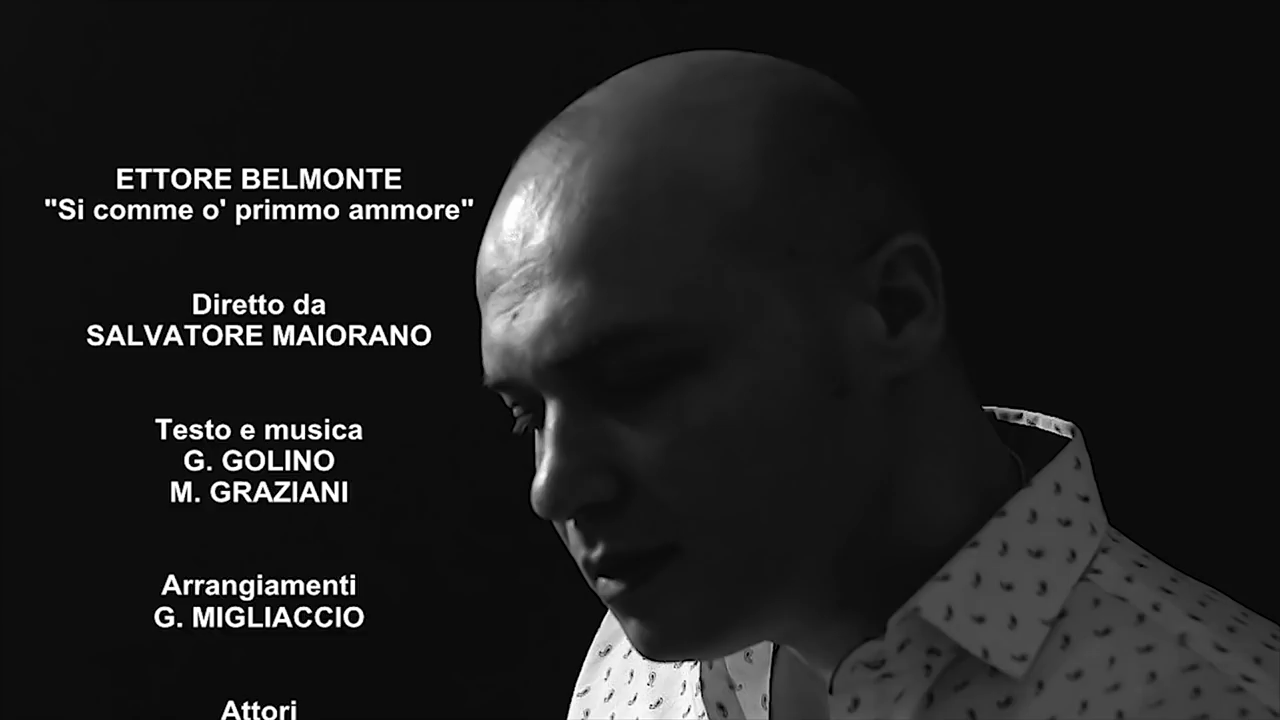 ETTORE BELMONTE
"Si comme o' primmo ammore"
Diretto da
SALVATORE MAIORANO
Testo e musica
G. GOLINO
M. GRAZIANI
Arrangiamenti
G. MIGLIACCIO
Attori